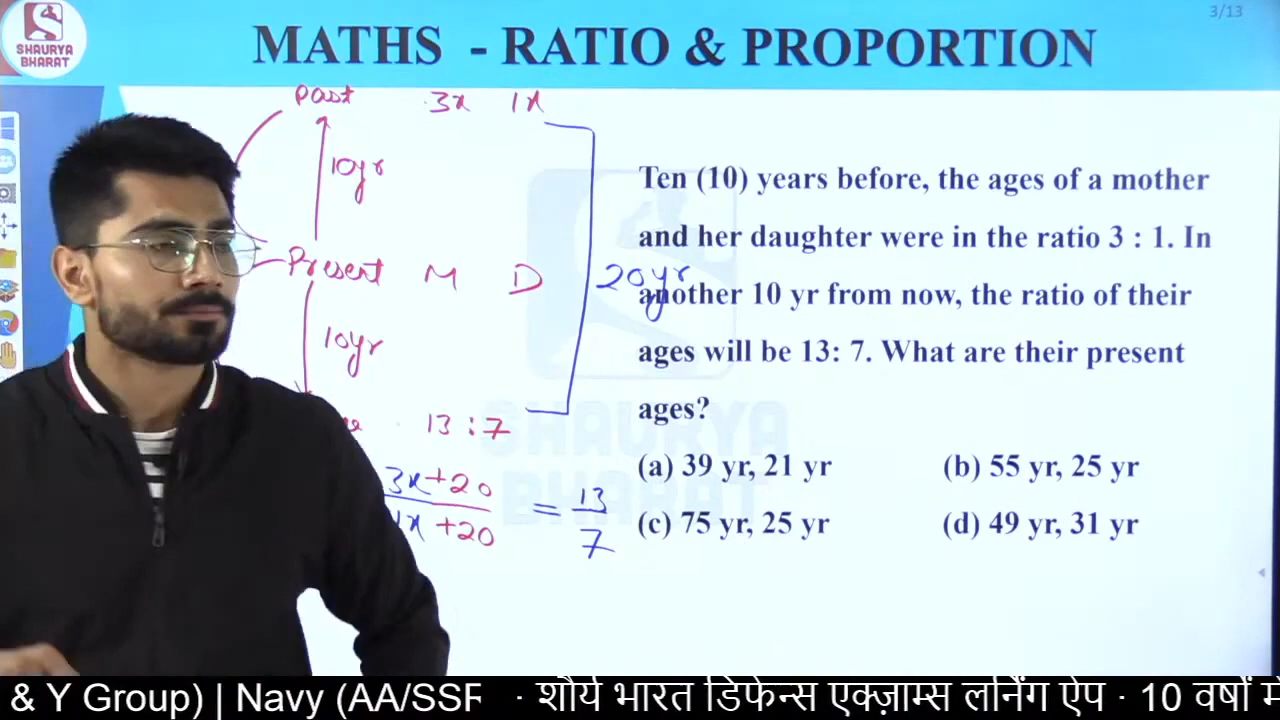 3/13
SHAURYA
BHARAT
MATHS - RATIO & PROPORTION
Past 3x 1x
10yr
Present M D 20yr
10yr
13 : 7
3x+20 = 13
1x +20 7
Ten (10) years before, the ages of a mother
and her daughter were in the ratio 3 : 1. In
another 10 yr from now, the ratio of their
ages will be 13: 7. What are their present
ages?
(a) 39 yr, 21 yr (b) 55 yr, 25 yr
(c) 75 yr, 25 yr (d) 49 yr, 31 yr
SHAURYA
BHARAT
& Y Group) | Navy (AA/SSR · शौर्य भारत डिफेन्स एक्ज़ाम्स लर्निंग ऐप · 10 वर्षों में